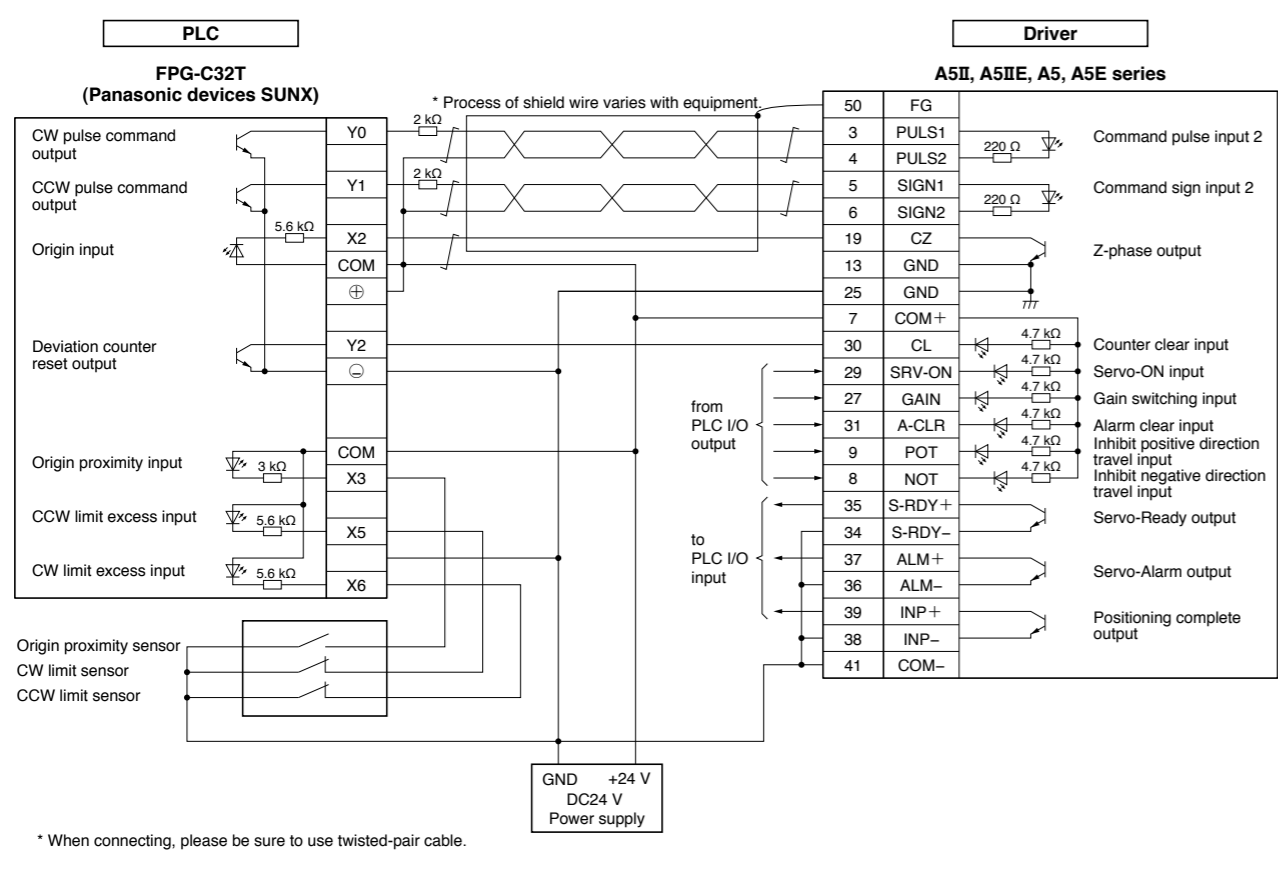 PLC
Driver
FPG-C32T
(Panasonic devices SUNX)
A5Ⅱ, A5ⅡE, A5, A5E series
* Process of shield wire varies with equipment.
CW pulse command
output
CCW pulse command
output
Origin input
Deviation counter
reset output
Origin proximity input
CCW limit excess input
CW limit excess input
5.6 kΩ
3 kΩ
5.6 kΩ
5.6 kΩ
Y0
Y1
X2
COM
⊕
Y2
⊖
COM
X3
X5
X6
2 kΩ
2 kΩ
from
PLC I/O
output
to
PLC I/O
input
50 FG
3 PULS1
4 PULS2
5 SIGN1
6 SIGN2
19 CZ
13 GND
25 GND
7 COM+
30 CL
29 SRV-ON
27 GAIN
31 A-CLR
9 POT
8 NOT
35 S-RDY+
34 S-RDY−
37 ALM+
36 ALM−
39 INP+
38 INP−
41 COM−
220 Ω
220 Ω
4.7 kΩ
4.7 kΩ
4.7 kΩ
4.7 kΩ
4.7 kΩ
4.7 kΩ
Command pulse input 2
Command sign input 2
Z-phase output
Counter clear input
Servo-ON input
Gain switching input
Alarm clear input
Inhibit positive direction
travel input
Inhibit negative direction
travel input
Servo-Ready output
Servo-Alarm output
Positioning complete
output
Origin proximity sensor
CW limit sensor
CCW limit sensor
GND +24 V
DC24 V
Power supply
* When connecting, please be sure to use twisted-pair cable.